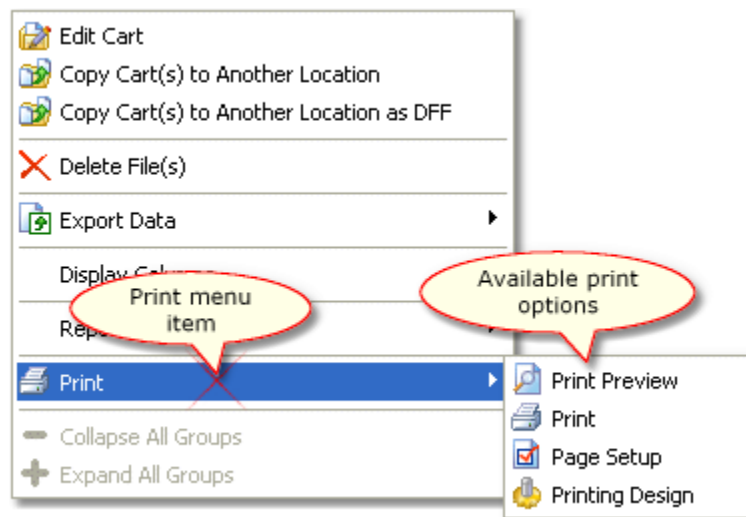 Edit Cart
Copy Cart(s) to Another Location
Copy Cart(s) to Another Location as DFF
Delete File(s)
Export Data
Display
Print menu
item
Available print
options
Print
Print Preview
Print
Page Setup
Printing Design
Collapse All Groups
Expand All Groups